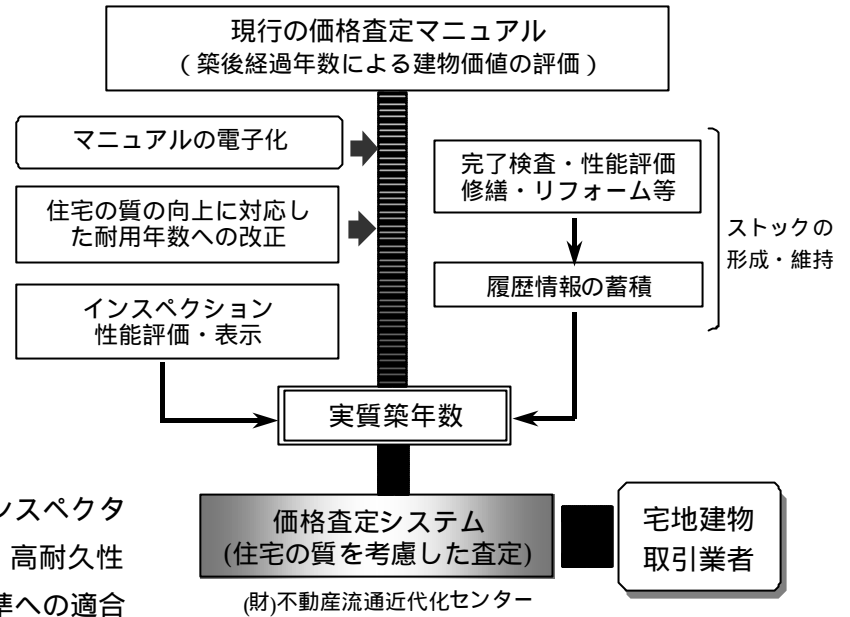 現行の価格査定マニュアル
(築後経過年数による建物価値の評価)
マニュアルの電子化
住宅の質の向上に対応し
た耐用年数への改正
インスペクション
性能評価・表示
完了検査・性能評価
修繕・リフォーム等
履歴情報の蓄積
ストックの
形成・維持
実質築年数
価格査定システム
(住宅の質を考慮した査定)
(財)不動産流通近代化センター
宅地建物
取引業者
ンスペクタ
高耐久性
準への適合